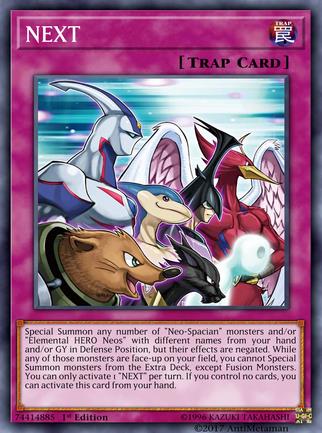 NEXT
TRAP
罠
[TRAP CARD]
Special Summon any number of "Neo-Spacian" monsters and/or
"Elemental HERO Neos" with different names from your hand
and/or GY in Defense Position, but their effects are negated. While
any of those monsters are face-up on your field, you cannot Special
Summon monsters from the Extra Deck, except Fusion Monsters.
You can only activate 1 "NEXT" per turn. If you control no cards, you
can activate this card from your hand.
74414885 1st Edition
©1996 KAZUKI TAKAHASHI
©2017 AntiMetaman